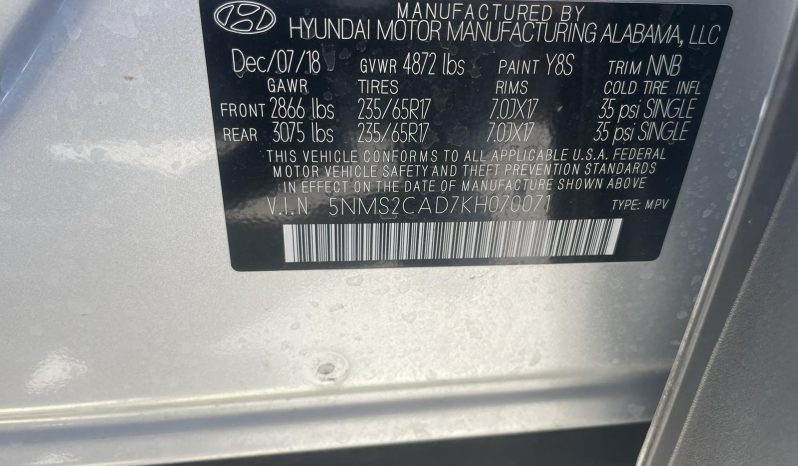 MANUFACTURED BY
HYUNDAI MOTOR MANUFACTURING ALABAMA, LLC
Dec/07/18 GVWR 4872 lbs PAINT Y8S TRIM NNB
GAWR TIRES RIMS COLD TIRE INFL
FRONT 2866 lbs 235/65R17 7.0JX17 35 psi SINGLE
REAR 3075 lbs 235/65R17 7.0JX17 35 psi SINGLE
THIS VEHICLE CONFORMS TO ALL APPLICABLE U.S.A. FEDERAL
MOTOR VEHICLE SAFETY AND THEFT PREVENTION STANDARDS
IN EFFECT ON THE DATE OF MANUFACTURE SHOWN ABOVE
V.I.N 5NMS2CAD7KH070071 TYPE: MPV